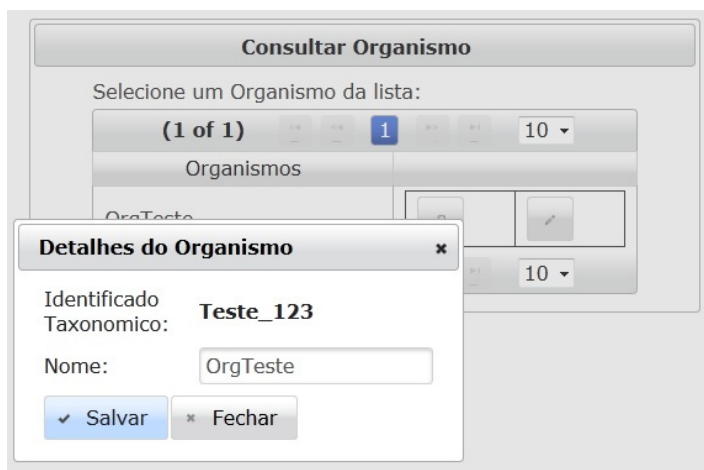 Consultar Organismo
Selecione um Organismo da lista:
(1 of 1) 1 10
Organismos
OrgTeste
10
Detalhes do Organismo
Identificado
Taxonomico:
Teste_123
Nome: OrgTeste
Salvar Fechar